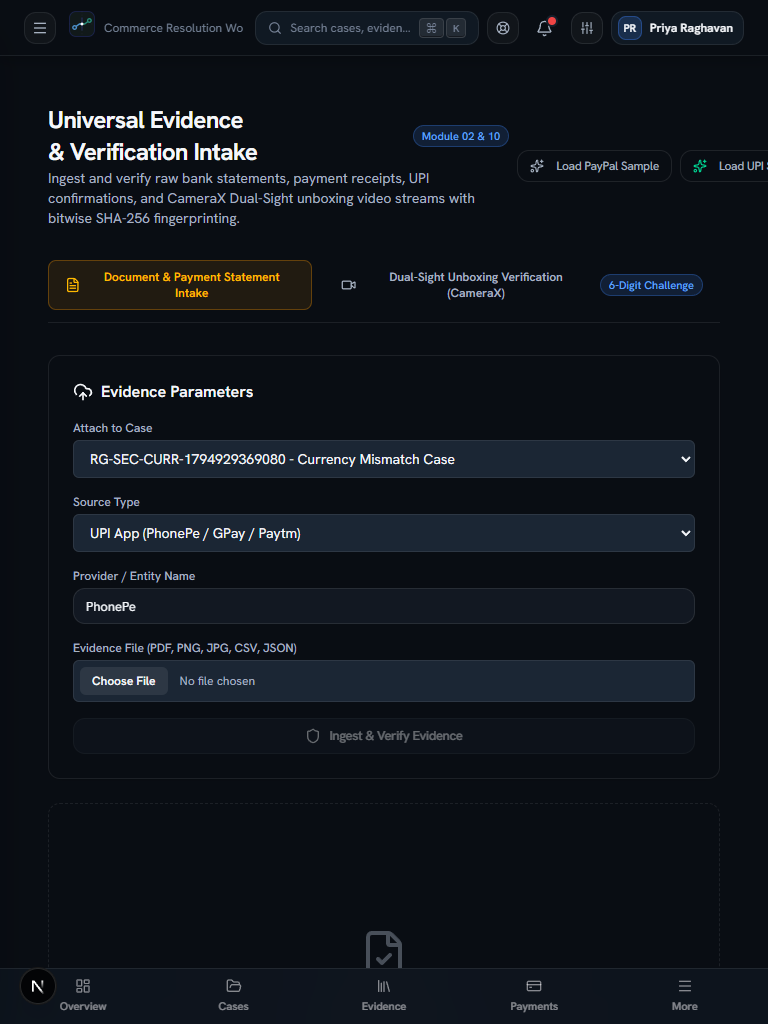 Commerce Resolution Wo
Search cases, eviden... ⌘ K
PR Priya Raghavan
Universal Evidence
& Verification Intake
Module 02 & 10
Ingest and verify raw bank statements, payment receipts, UPI
confirmations, and CameraX Dual-Sight unboxing video streams with
bitwise SHA-256 fingerprinting.
Load PayPal Sample
Load UPI
Document & Payment Statement
Intake
Dual-Sight Unboxing Verification
(CameraX)
6-Digit Challenge
Evidence Parameters
Attach to Case
RG-SEC-CURR-1794929369080 - Currency Mismatch Case
Source Type
UPI App (PhonePe / GPay / Paytm)
Provider / Entity Name
PhonePe
Evidence File (PDF, PNG, JPG, CSV, JSON)
Choose File No file chosen
Ingest & Verify Evidence
N
Overview
Cases
Evidence
Payments
More